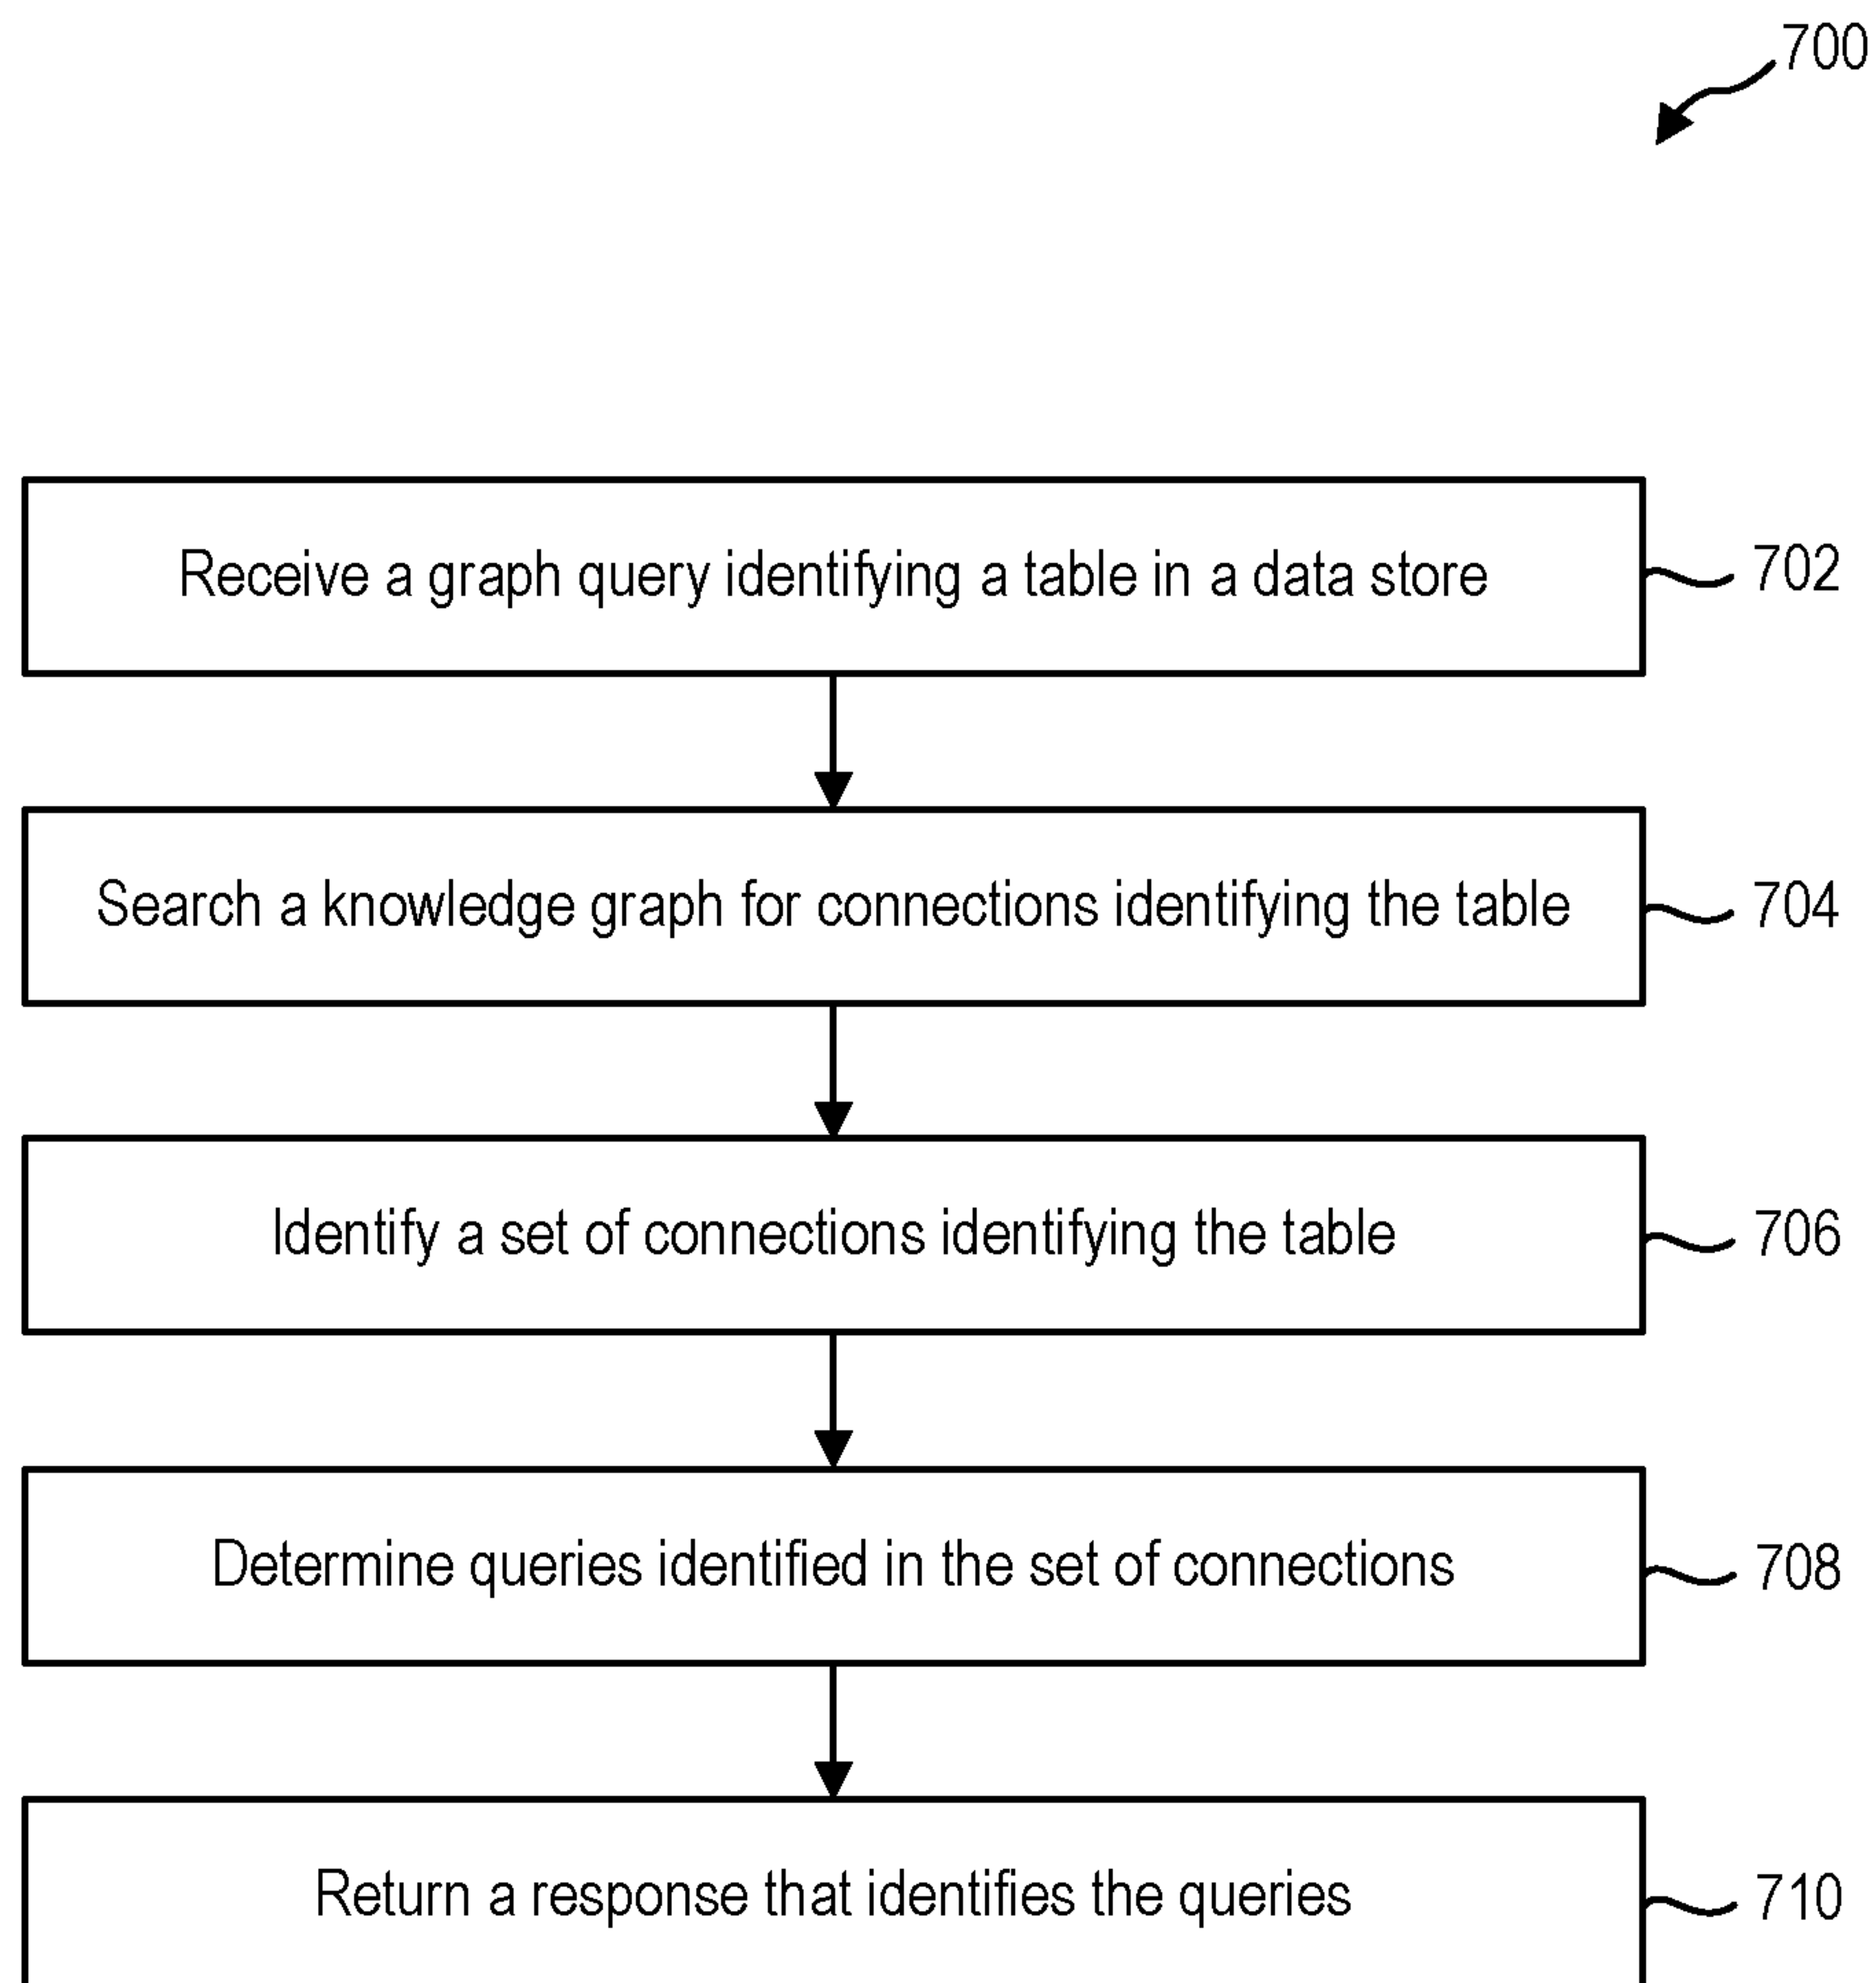 700
Receive a graph query identifying a table in a data store
702
Search a knowledge graph for connections identifying the table
704
Identify a set of connections identifying the table
706
Determine queries identified in the set of connections
708
Return a response that identifies the queries
710